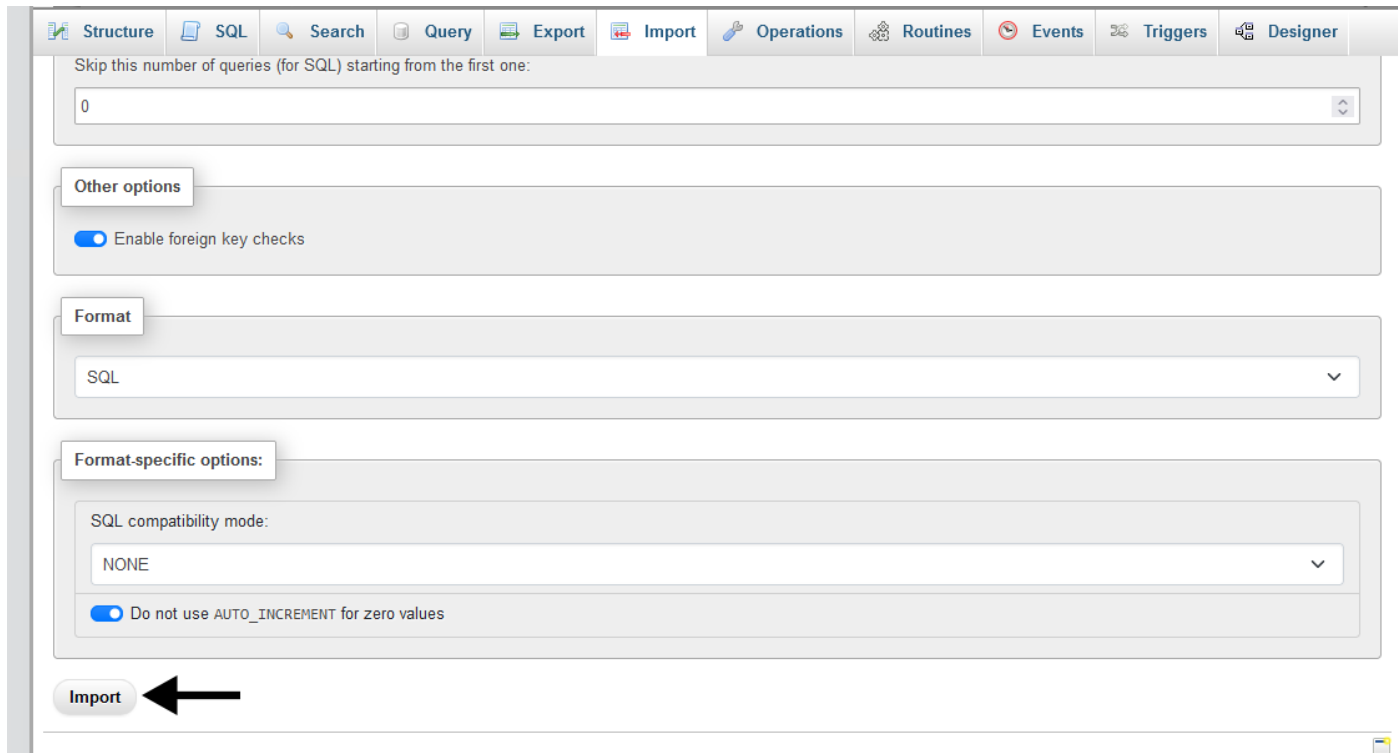 Structure SQL Search Query Export Import Operations Routines Events Triggers Designer
Skip this number of queries (for SQL) starting from the first one:
0
Other options
Enable foreign key checks
Format
SQL
Format-specific options:
SQL compatibility mode:
NONE
Do not use AUTO_INCREMENT for zero values
Import